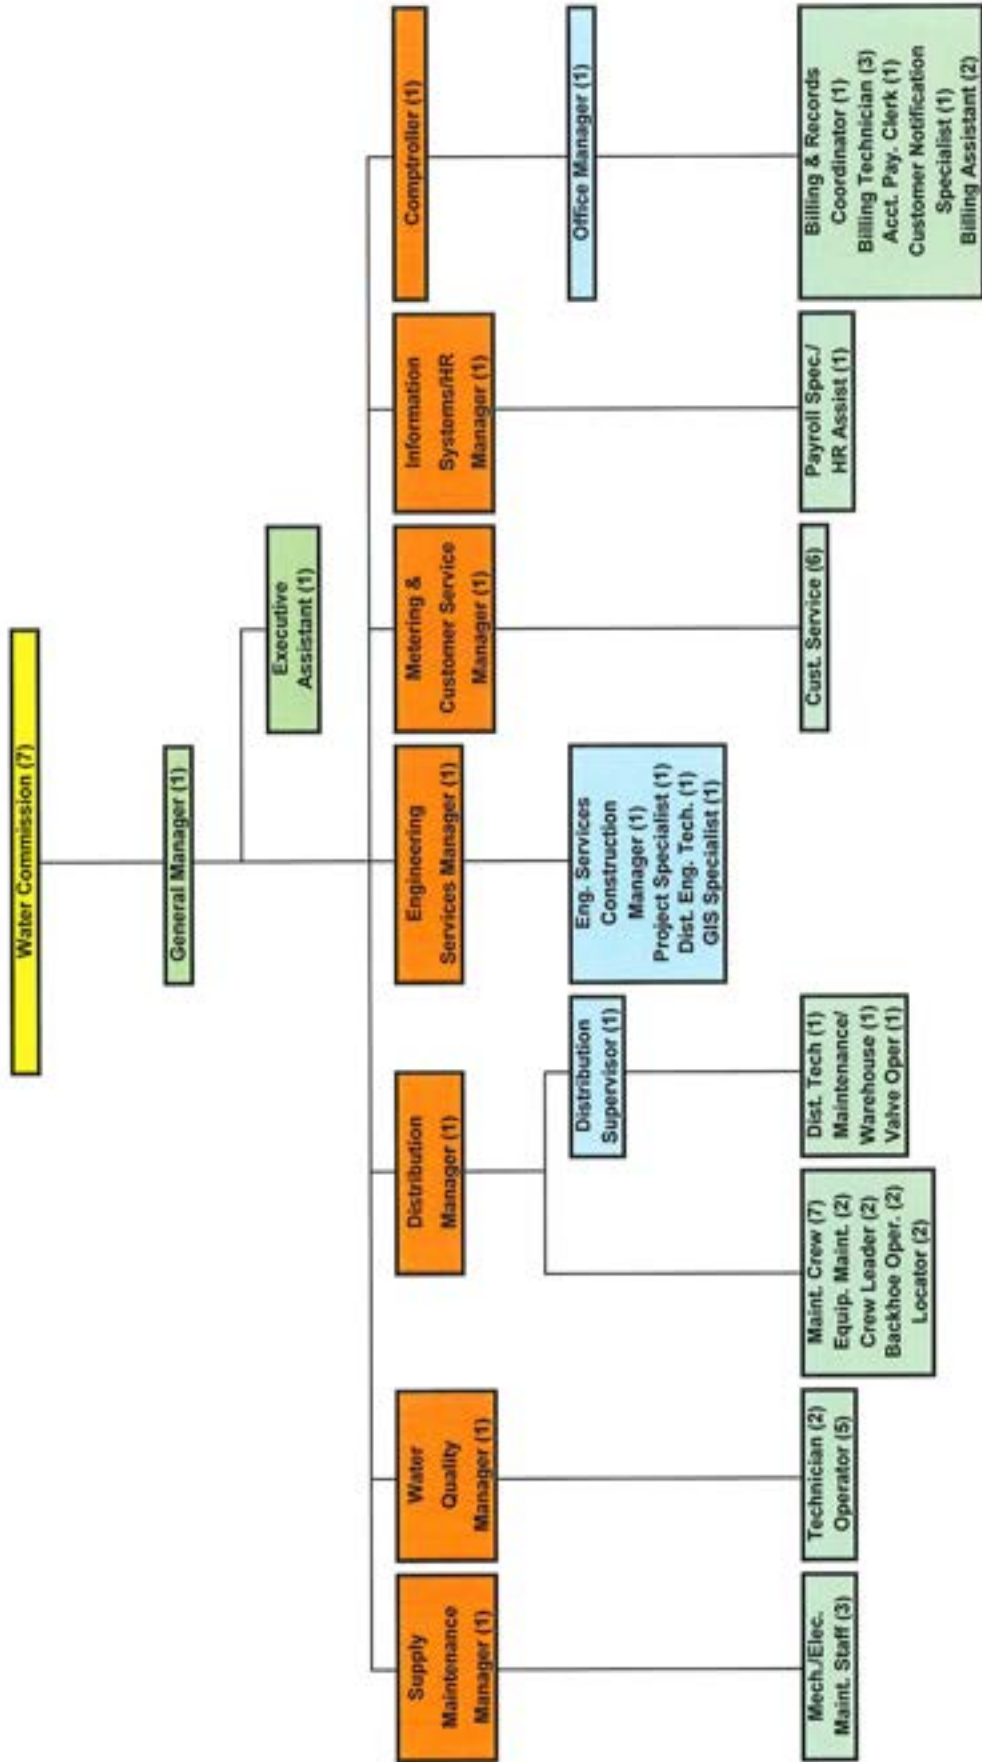 Water Commission (7)
General Manager (1)
Executive
Assistant (1)
Supply
Maintenance
Manager (1)
Water
Quality
Manager (1)
Distribution
Manager (1)
Engineering
Services Manager (1)
Metering &
Customer Service
Manager (1)
Information
Systems/HR
Manager (1)
Comptroller (1)
Distribution
Supervisor (1)
Eng. Services
Construction
Manager (1)
Project Specialist (1)
Dist. Eng. Tech. (1)
GIS Specialist (1)
Office Manager (1)
Mech./Elec.
Maint. Staff (3)
Technician (2)
Operator (5)
Maint. Crew (7)
Equip. Maint. (2)
Crew Leader (2)
Backhoe Oper. (2)
Locator (2)
Dist. Tech (1)
Maintenance/
Warehouse (1)
Valve Oper (1)
Cust. Service (6)
Payroll Spec./
HR Assist (1)
Billing & Records
Coordinator (1)
Billing Technician (3)
Acct. Pay. Clerk (1)
Customer Notification
Specialist (1)
Billing Assistant (2)